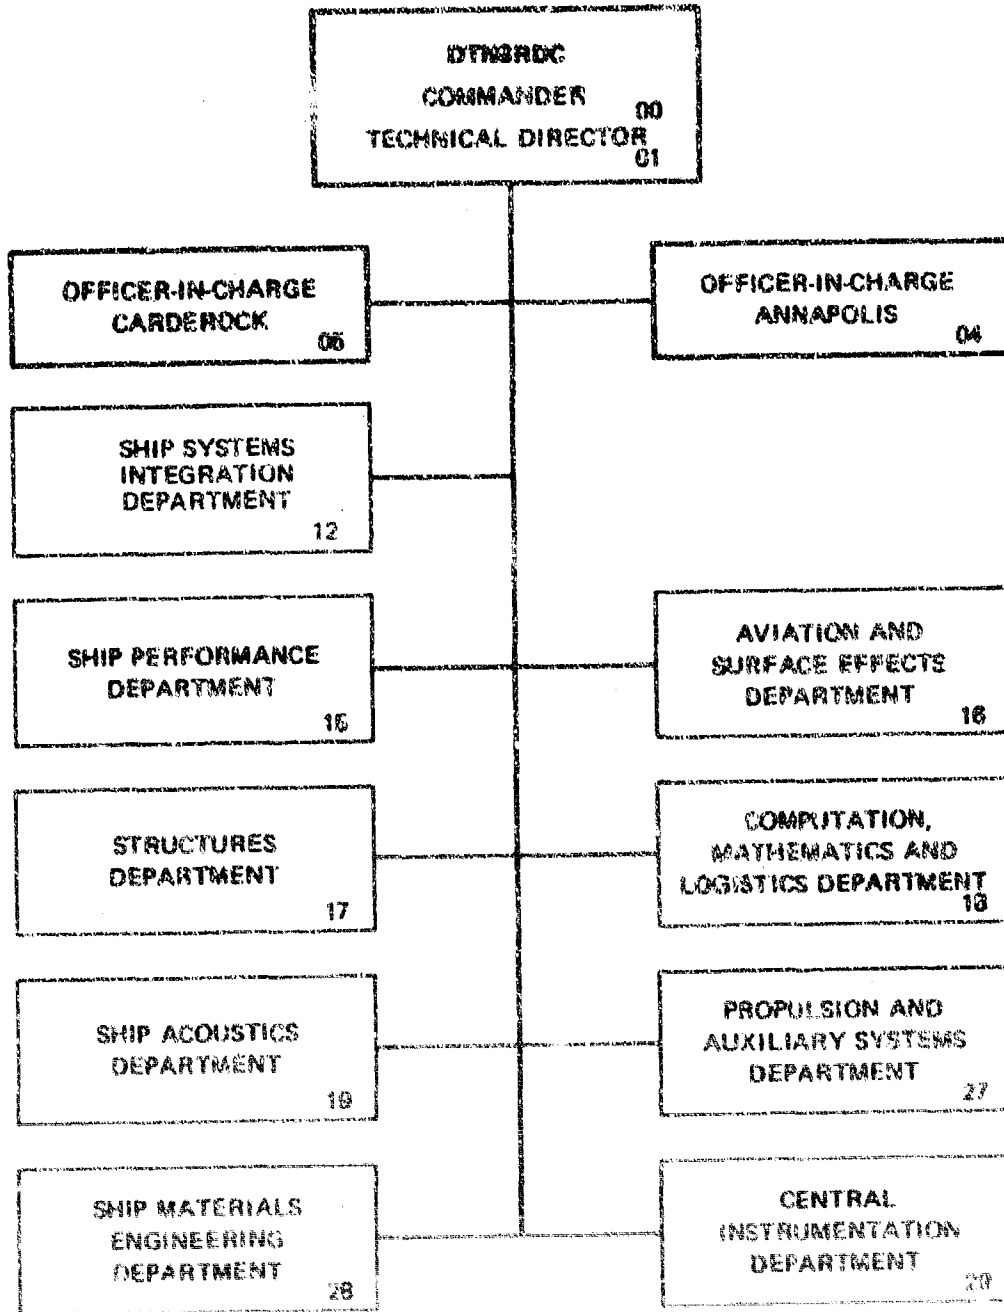 DTNSRDC
COMMANDER
00
TECHNICAL DIRECTOR
01
OFFICER-IN-CHARGE
CARDEROCK
05
OFFICER-IN-CHARGE
ANNAPOLIS
04
SHIP SYSTEMS
INTEGRATION
DEPARTMENT
12
SHIP PERFORMANCE
DEPARTMENT
15
AVIATION AND
SURFACE EFFECTS
DEPARTMENT
16
STRUCTURES
DEPARTMENT
17
COMPUTATION,
MATHEMATICS AND
LOGISTICS DEPARTMENT
18
SHIP ACOUSTICS
DEPARTMENT
19
PROPULSION AND
AUXILIARY SYSTEMS
DEPARTMENT
27
SHIP MATERIALS
ENGINEERING
DEPARTMENT
28
CENTRAL
INSTRUMENTATION
DEPARTMENT
29